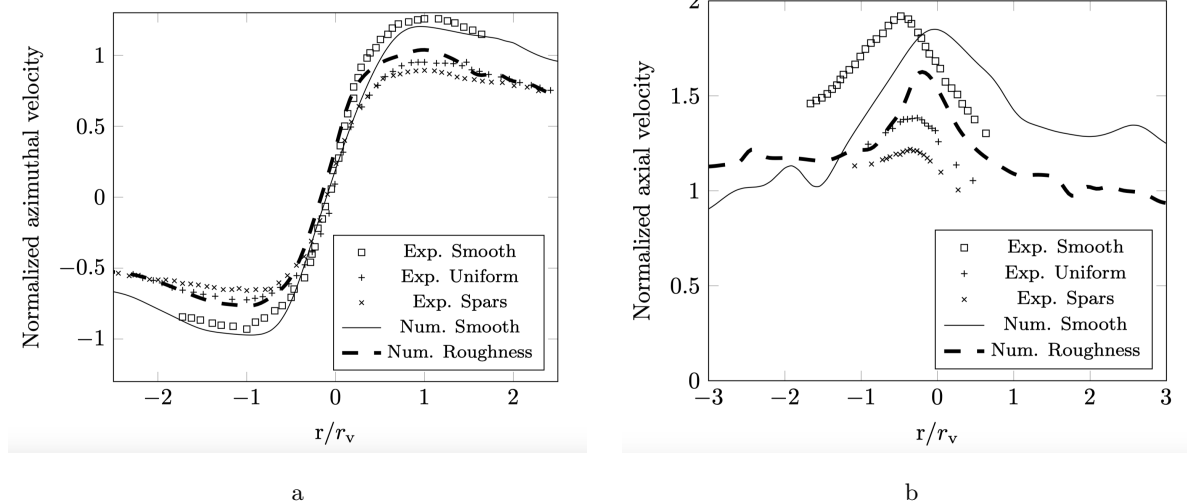 Normalized azimuthal velocity
1
0.5
0
−0.5
−1
−2
−1
0
1
2
r/rᵥ
Exp. Smooth
Exp. Uniform
Exp. Spars
Num. Smooth
Num. Roughness
a
Normalized axial velocity
2
1.5
1
0.5
0
−3
−2
−1
0
1
2
3
r/rᵥ
Exp. Smooth
Exp. Uniform
Exp. Spars
Num. Smooth
Num. Roughness
b